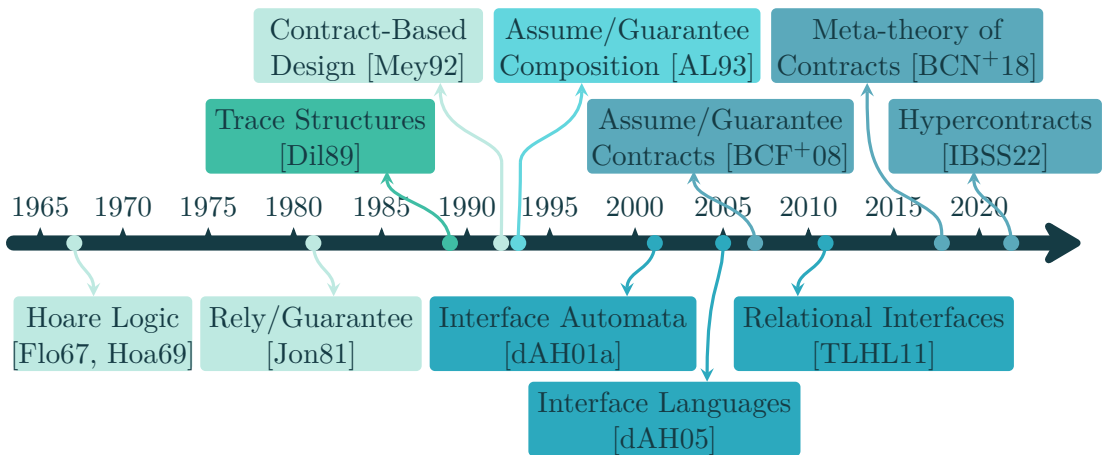 Contract-Based
Design [Mey92]
Assume/Guarantee
Composition [AL93]
Meta-theory of
Contracts [BCN+18]
Trace Structures
[Dil89]
Assume/Guarantee
Contracts [BCF+08]
Hypercontracts
[IBSS22]
1965 1970 1975 1980 1985 1990 1995 2000 2005 2010 2015 2020
Hoare Logic
[Flo67, Hoa69]
Rely/Guarantee
[Jon81]
Interface Automata
[dAH01a]
Relational Interfaces
[TLHL11]
Interface Languages
[dAH05]